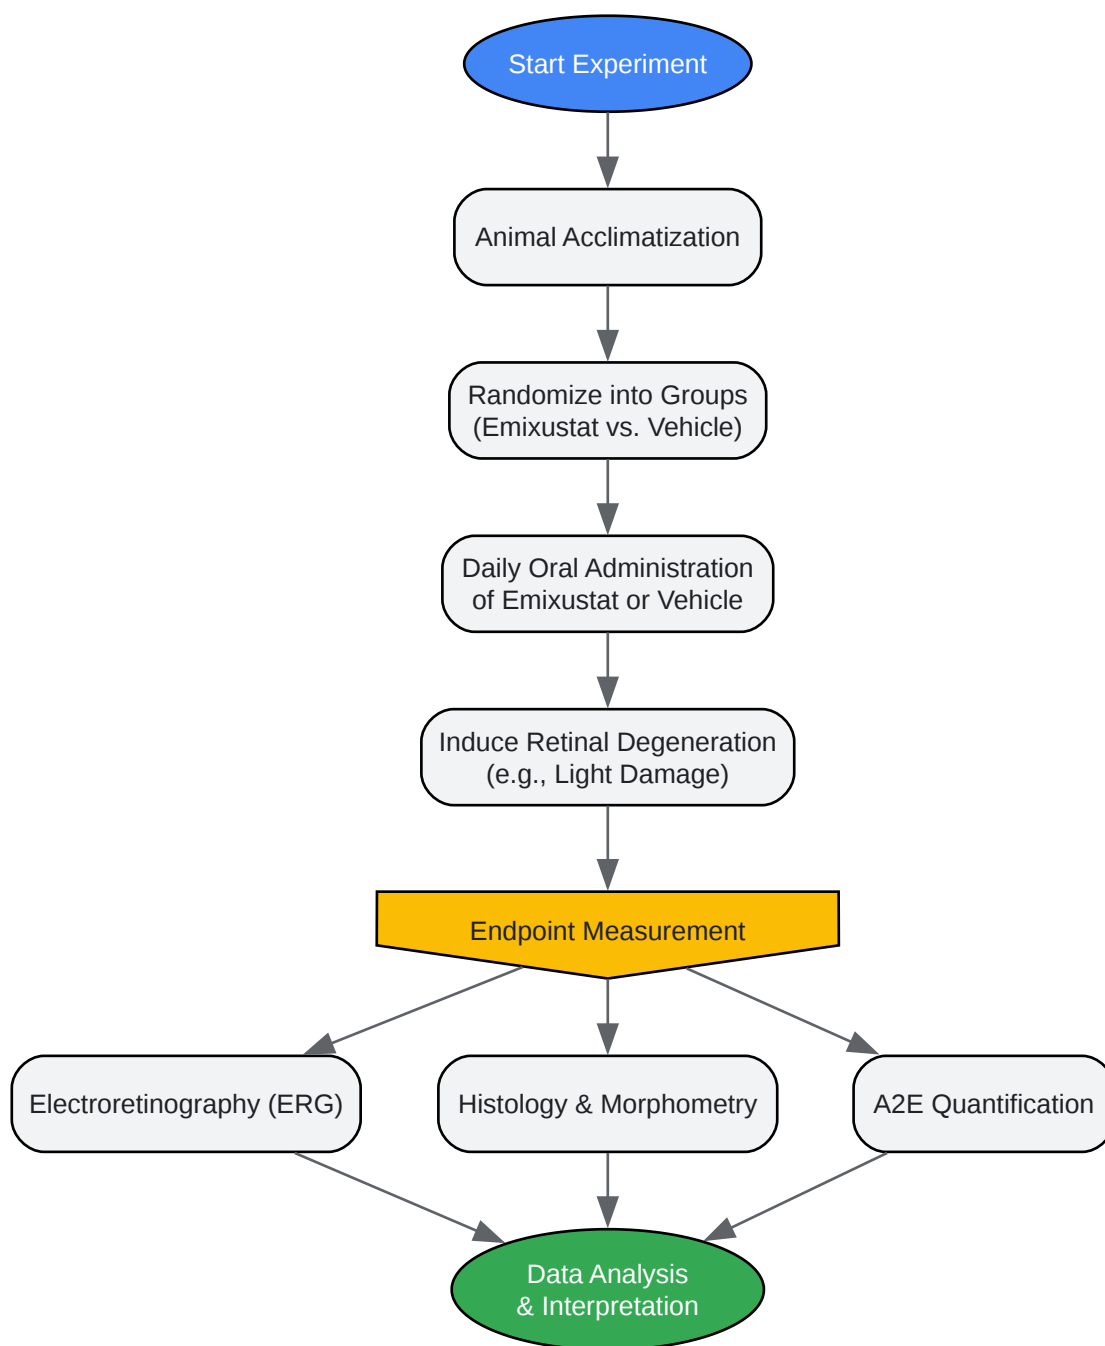 Start Experiment
Animal Acclimatization
Randomize into Groups
(Emixustat vs. Vehicle)
Daily Oral Administration
of Emixustat or Vehicle
Induce Retinal Degeneration
(e.g., Light Damage)
Endpoint Measurement
Electroretinography (ERG)
Histology & Morphometry
A2E Quantification
Data Analysis
& Interpretation